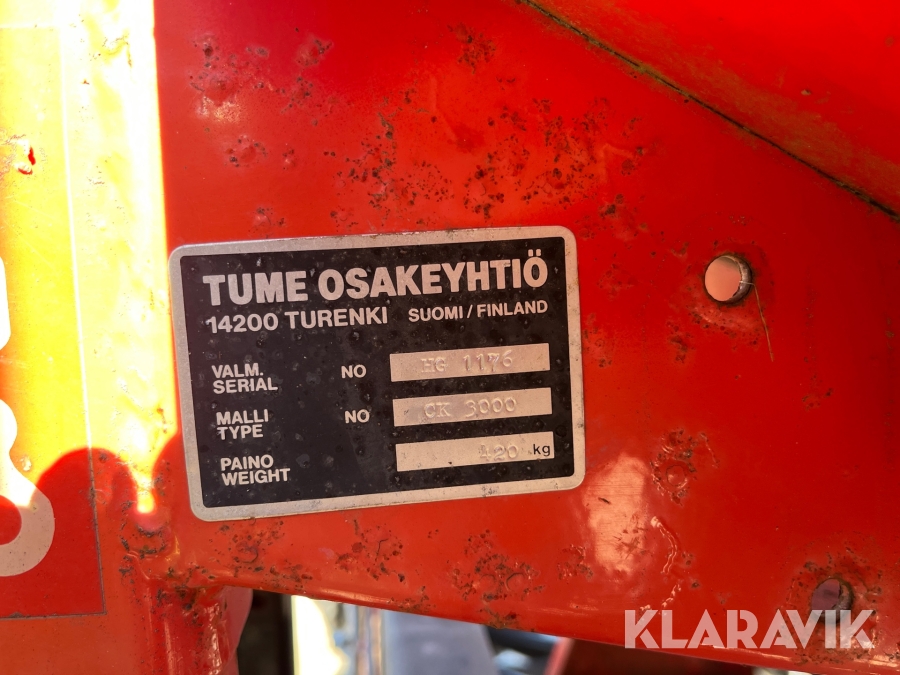 TUME OSAKEYHTIÖ
14200 TURENKI SUOMI / FINLAND
VALM. SERIAL NO HG 1176
MALLI TYPE NO CK 3000
PAINO WEIGHT 420 kg
KLARAVIK